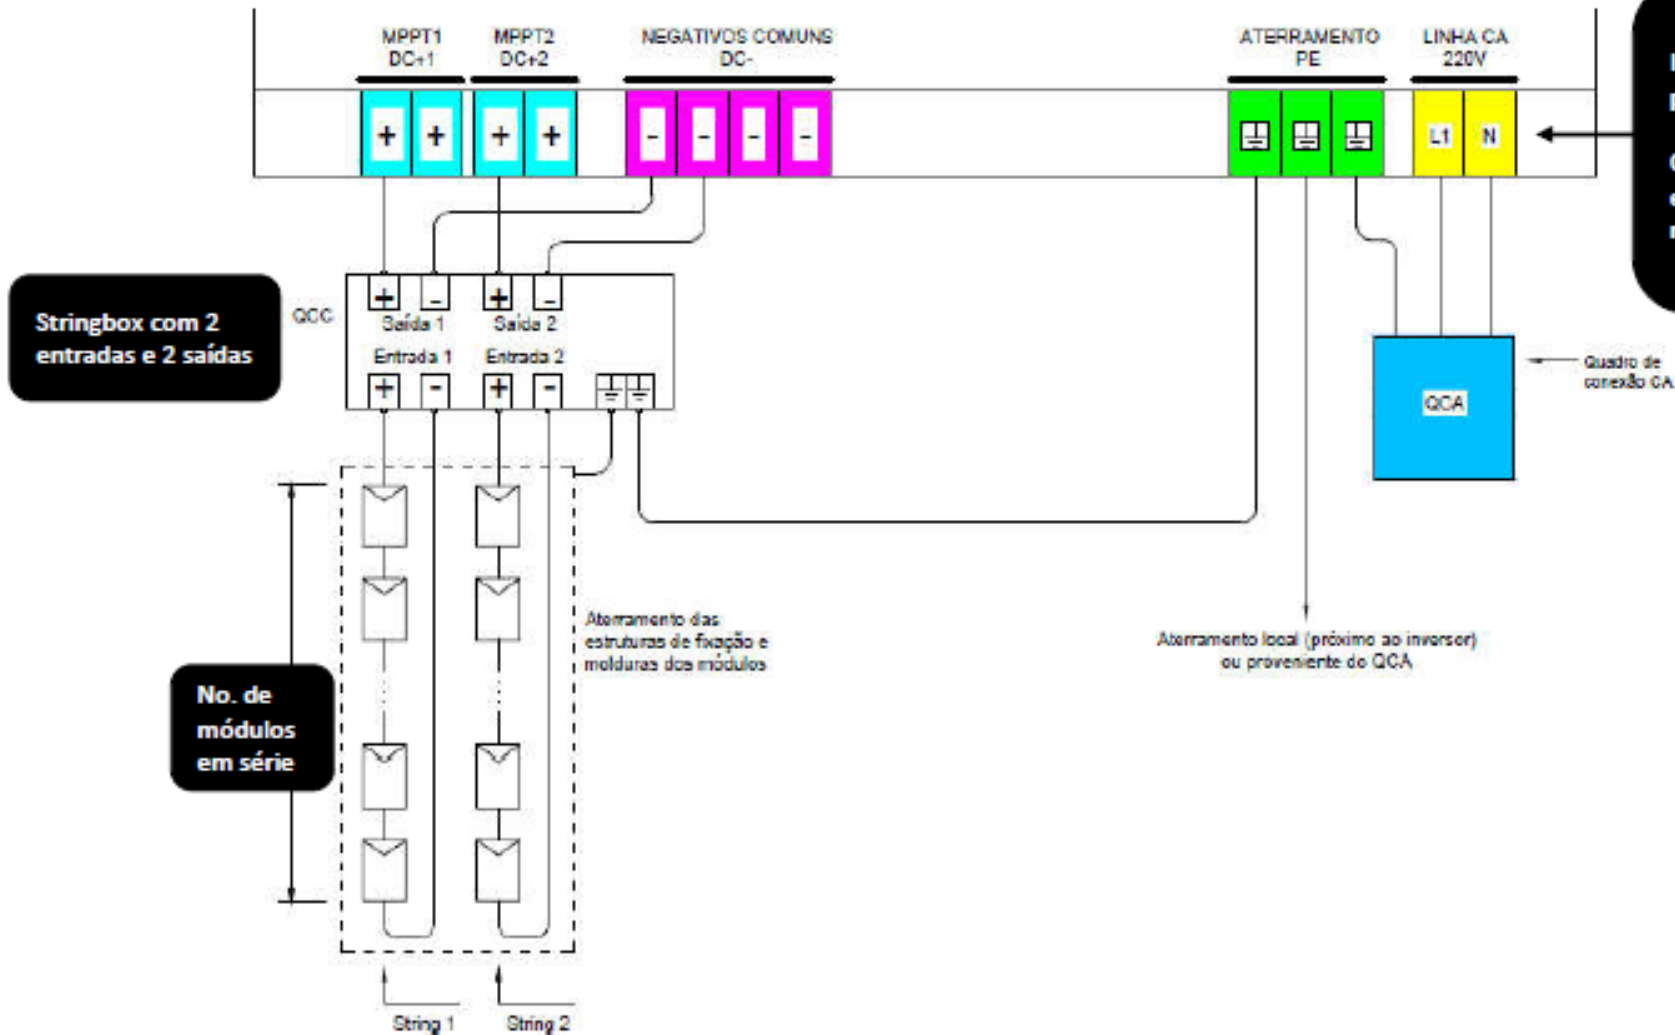 MPPT1
DC+1
MPPT2
DC+2
NEGATIVOS COMUNS
DC-
ATERRAMENTO
PE
LINHA CA
220V
+ + + + - - - - L1 N
Stringbox com 2
entradas e 2 saídas
QCC
+ - + -
Saída 1 Saída 2
Entrada 1 Entrada 2
+ - + -
Quadro de
conexão CA
QCA
Aterramento das
estruturas de fixação e
molduras dos módulos
Aterramento local (próximo ao inversor)
ou proveniente do QCA
No. de
módulos
em série
String 1 String 2